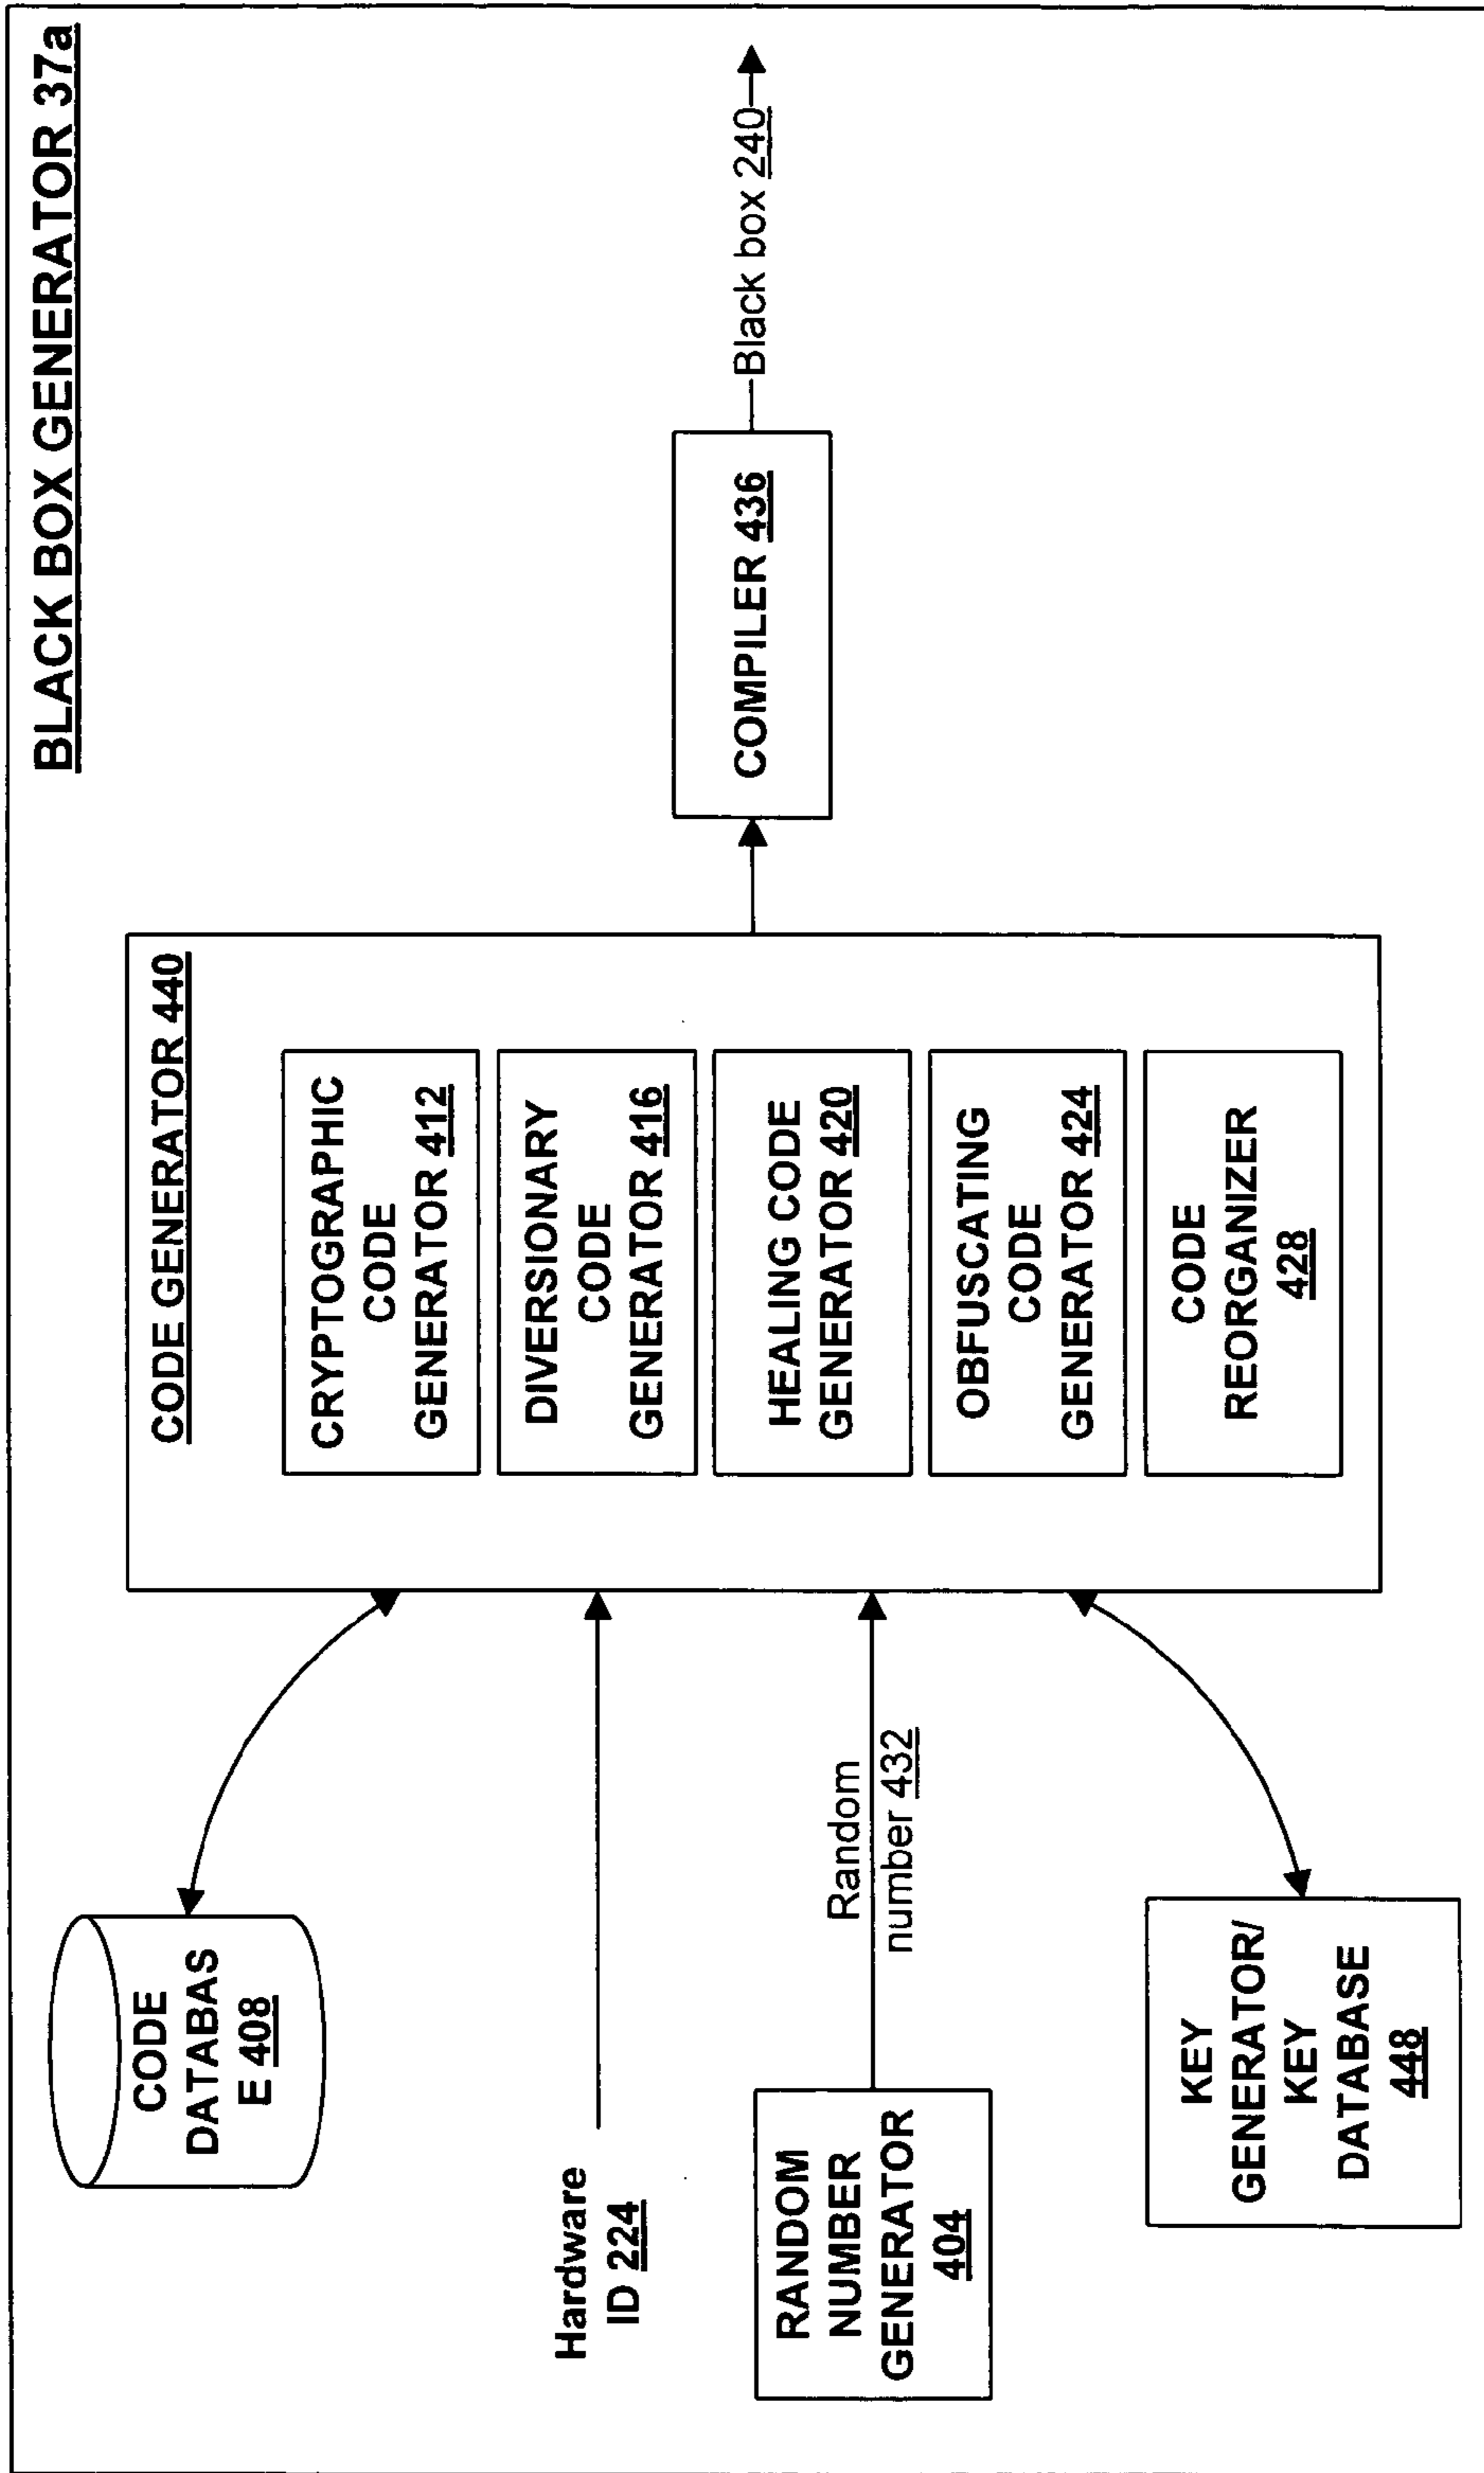 BLACK BOX GENERATOR 37a
CODE
DATABAS
E 408
Hardware
ID 224
RANDOM
NUMBER
GENERATOR
404
Random
number 432
KEY
GENERATOR/
KEY
DATABASE
448
CODE GENERATOR 440
CRYPTOGRAPHIC
CODE
GENERATOR 412
DIVERSIONARY
CODE
GENERATOR 416
HEALING CODE
GENERATOR 420
OBFUSCATING
CODE
GENERATOR 424
CODE
REORGANIZER
428
COMPILER 436
Black box 240